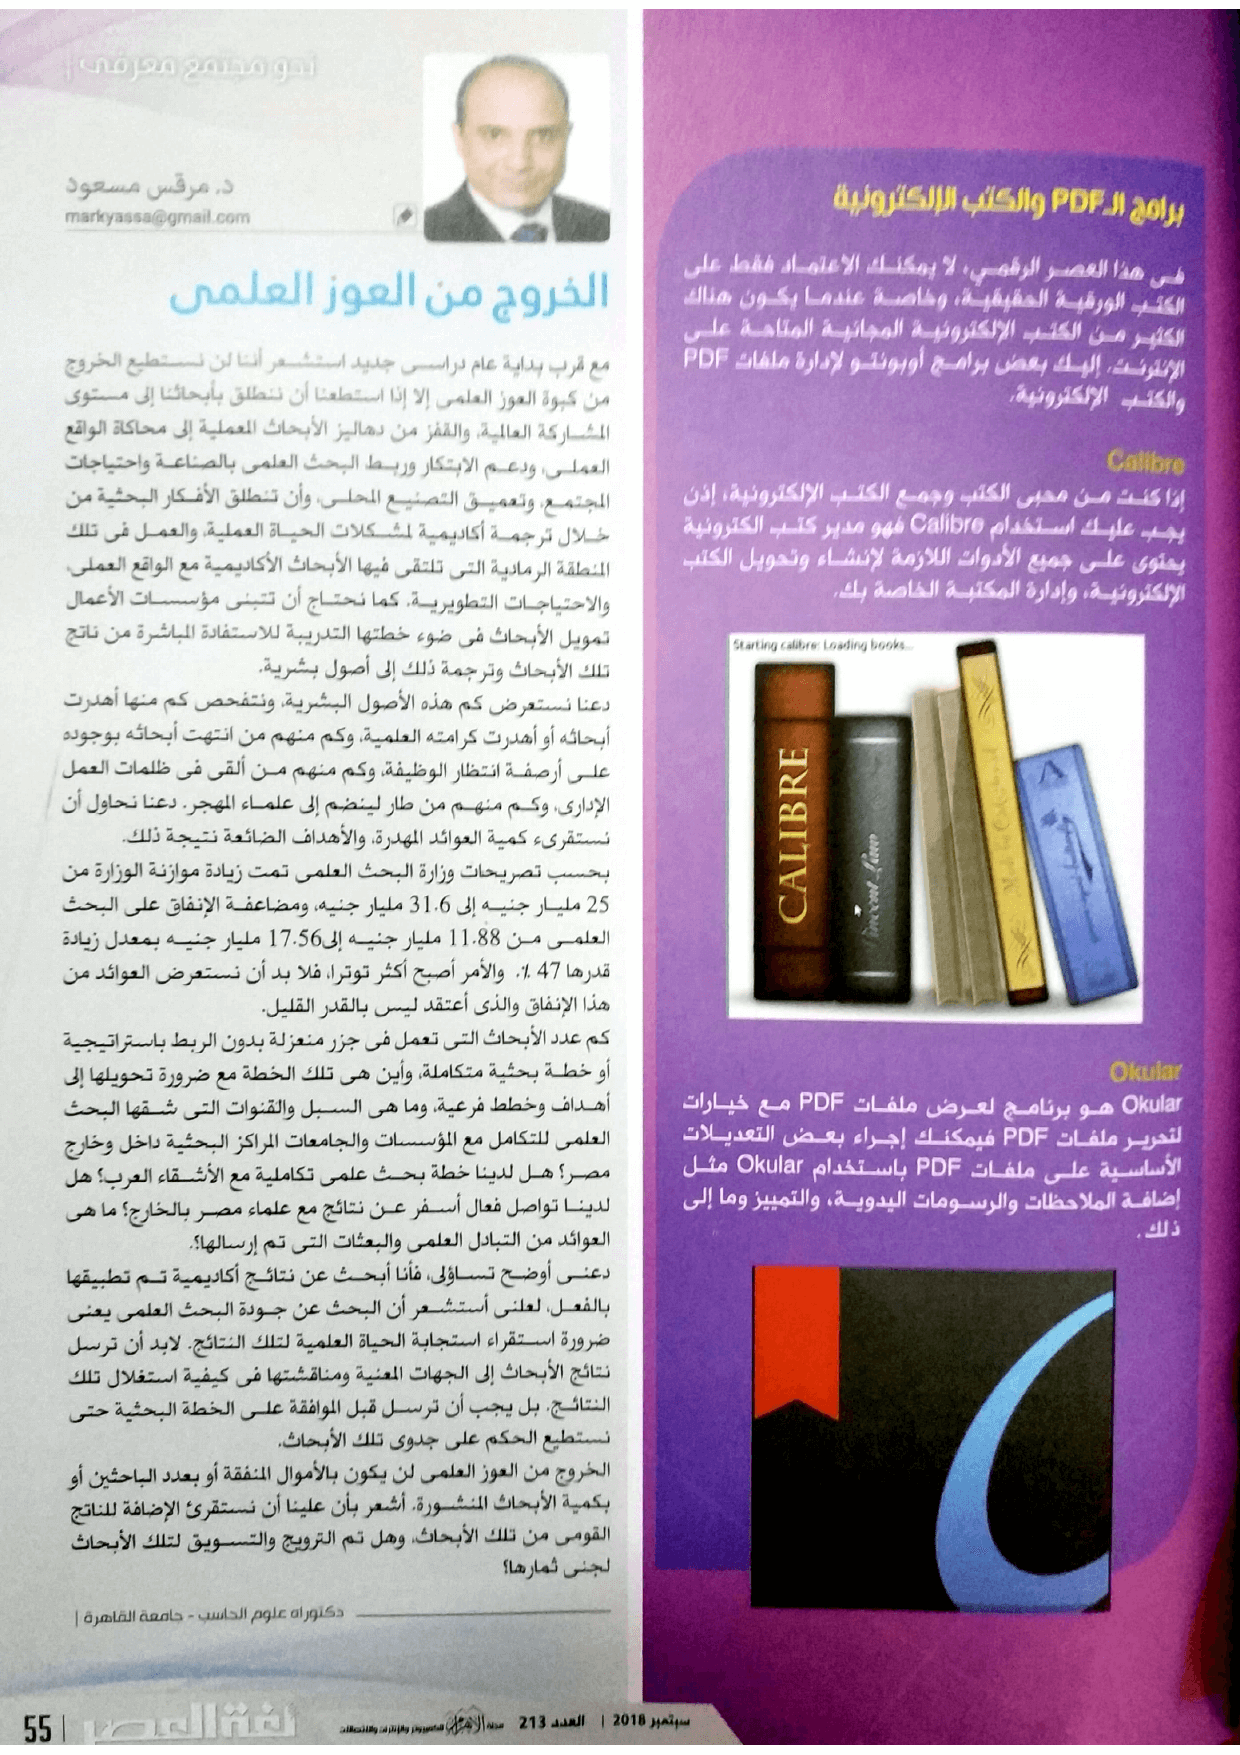 برامج الـPDF والكتب الإلكترونية
فى هذا العصر الرقمي، لا يمكنك الاعتماد فقط على
الكتب الورقية الحقيقية، وخاصة عندما يكون هناك
الكثير من الكتب الإلكترونية المجانية المتاحة على
الإنترنت. إليك بعض برامج أوبونتو لإدارة ملفات PDF
والكتب الإلكترونية.
Calibre
إذا كنت من محبى الكتب وجمع الكتب الإلكترونية، إذن
يجب عليك استخدام Calibre فهو مدير كتب الكترونية
يحتوى على جميع الأدوات اللازمة لإنشاء وتحويل الكتب
الإلكترونية، وإدارة المكتبة الخاصة بك.
Starting calibre: Loading books...
CALIBRE
Okular
Okular هو برنامج لعرض ملفات PDF مع خيارات
لتحرير ملفات PDF فيمكنك إجراء بعض التعديلات
الأساسية على ملفات PDF باستخدام Okular مثل
إضافة الملاحظات والرسومات اليدوية، والتمييز وما إلى
ذلك.
نحو مجتمع معرفى
د. مرقس مسعود
markyassa@gmail.com
الخروج من العوز العلمى
مع قرب بداية عام دراسى جديد استشعر أننا لن نستطيع الخروج
من كبوة العوز العلمى إلا إذا استطعنا أن ننطلق بأبحاثنا إلى مستوى
المشاركة العالمية، والقفز من دهاليز الأبحاث المعملية إلى محاكاة الواقع
العملى، ودعم الابتكار وربط البحث العلمى بالصناعة واحتياجات
المجتمع، وتعميق التصنيع المحلى، وأن تنطلق الأفكار البحثية من
خلال ترجمة أكاديمية لمشكلات الحياة العملية، والعمل فى تلك
المنطقة الرمادية التى تلتقى فيها الأبحاث الأكاديمية مع الواقع العملى،
والاحتياجات التطويرية. كما نحتاج أن تتبنى مؤسسات الأعمال
تمويل الأبحاث فى ضوء خطتها التدريبة للاستفادة المباشرة من ناتج
تلك الأبحاث وترجمة ذلك إلى أصول بشرية.
دعنا نستعرض كم هذه الأصول البشرية، ونتفحص كم منها أهدرت
أبحاثه أو أهدرت كرامته العلمية، وكم منهم من انتهت أبحاثه بوجوده
على أرصفة انتظار الوظيفة، وكم منهم من ألقى فى ظلمات العمل
الإدارى، وكم منهم من طار لينضم إلى علماء المهجر. دعنا نحاول أن
نستقرىء كمية العوائد المهدرة، والأهداف الضائعة نتيجة ذلك.
بحسب تصريحات وزارة البحث العلمى تمت زيادة موازنة الوزارة من
25 مليار جنيه إلى 31.6 مليار جنيه، ومضاعفة الإنفاق على البحث
العلمى من 11.88 مليار جنيه إلى17.56 مليار جنيه بمعدل زيادة
قدرها 47 ٪. والأمر أصبح أكثر توترا، فلا بد أن نستعرض العوائد من
هذا الإنفاق والذى أعتقد ليس بالقدر القليل.
كم عدد الأبحاث التى تعمل فى جزر منعزلة بدون الربط باستراتيجية
أو خطة بحثية متكاملة، وأين هى تلك الخطة مع ضرورة تحويلها إلى
أهداف وخطط فرعية، وما هى السبل والقنوات التى شقها البحث
العلمى للتكامل مع المؤسسات والجامعات المراكز البحثية داخل وخارج
مصر؟ هل لدينا خطة بحث علمى تكاملية مع الأشقاء العرب؟ هل
لدينا تواصل فعال أسفر عن نتائج مع علماء مصر بالخارج؟ ما هى
العوائد من التبادل العلمى والبعثات التى تم إرسالها؟.
دعنى أوضح تساؤلى، فأنا أبحث عن نتائج أكاديمية تم تطبيقها
بالفعل، لعلنى أستشعر أن البحث عن جودة البحث العلمى يعنى
ضرورة استقراء استجابة الحياة العلمية لتلك النتائج. لابد أن ترسل
نتائج الأبحاث إلى الجهات المعنية ومناقشتها فى كيفية استغلال تلك
النتائج. بل يجب أن ترسل قبل الموافقة على الخطة البحثية حتى
نستطيع الحكم على جدوى تلك الأبحاث.
الخروج من العوز العلمى لن يكون بالأموال المنفقة أو بعدد الباحثين أو
بكمية الأبحاث المنشورة. أشعر بأن علينا أن نستقرئ الإضافة للناتج
القومى من تلك الأبحاث، وهل تم الترويج والتسويق لتلك الأبحاث
لجنى ثمارها؟
دكتوراه علوم الحاسب - جامعة القاهرة
سبتمبر 2018 | العدد 213 مجلة الأهرام للكمبيوتر والإنترنت والاتصالات
لغة العصر
55